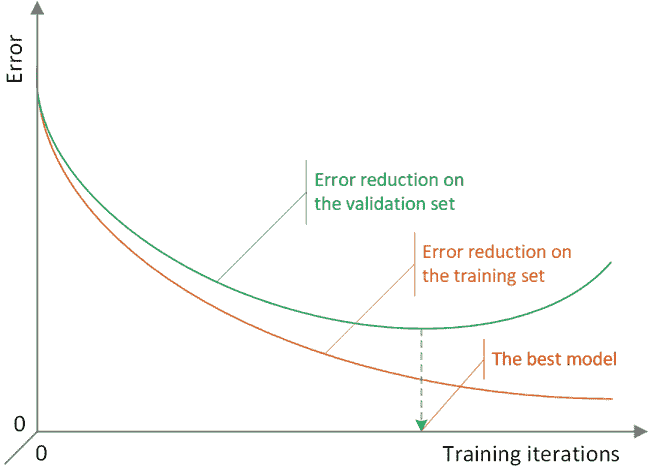 Error
Error reduction on
the validation set
Error reduction on
the training set
The best model
0
0
Training iterations